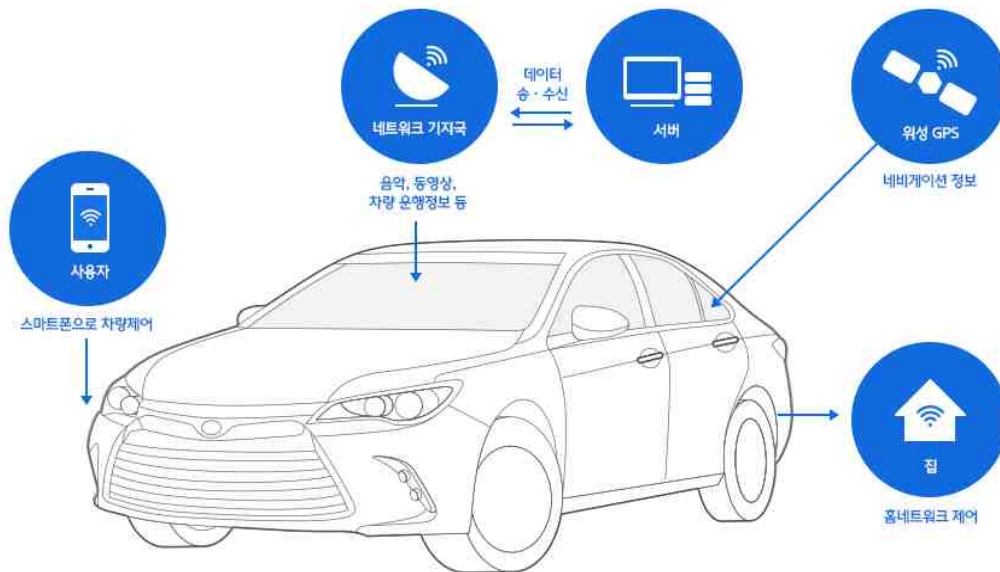 데이터
송 · 수신
네트워크 기지국
서버
위성 GPS
음악, 동영상,
차량 운행정보 등
네비게이션 정보
사용자
스마트폰으로 차량제어
집
홈네트워크 제어